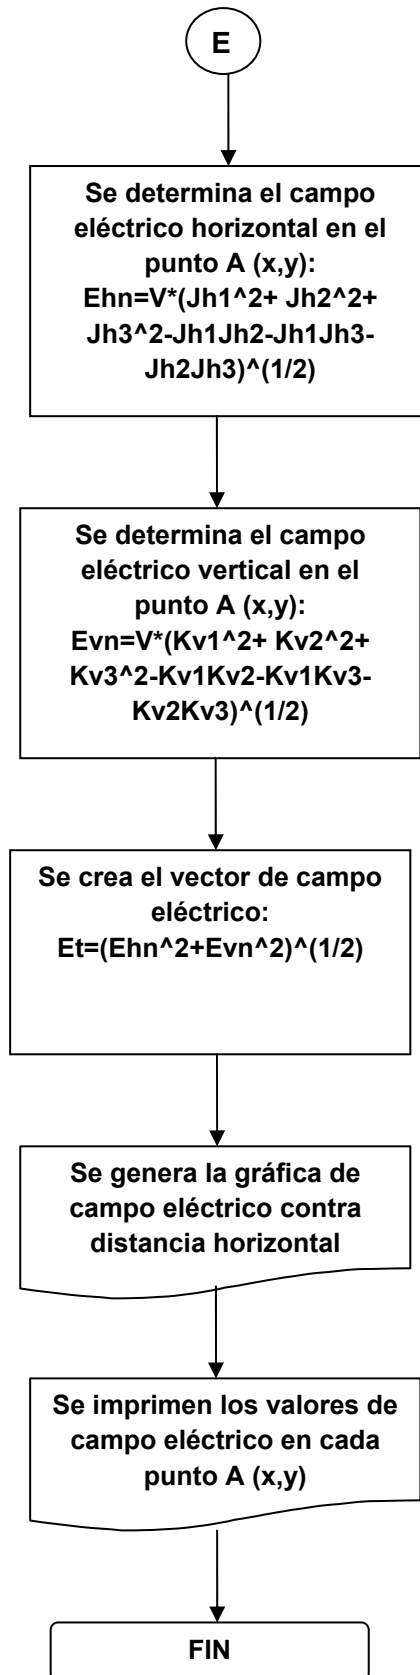 E
Se determina el campo
eléctrico horizontal en el
punto A (x,y):
Ehn=V*(Jh1^2+ Jh2^2+
Jh3^2-Jh1Jh2-Jh1Jh3-
Jh2Jh3)^(1/2)
Se determina el campo
eléctrico vertical en el
punto A (x,y):
Evn=V*(Kv1^2+ Kv2^2+
Kv3^2-Kv1Kv2-Kv1Kv3-
Kv2Kv3)^(1/2)
Se crea el vector de campo
eléctrico:
Et=(Ehn^2+Evn^2)^(1/2)
Se genera la gráfica de
campo eléctrico contra
distancia horizontal
Se imprimen los valores de
campo eléctrico en cada
punto A (x,y)
FIN